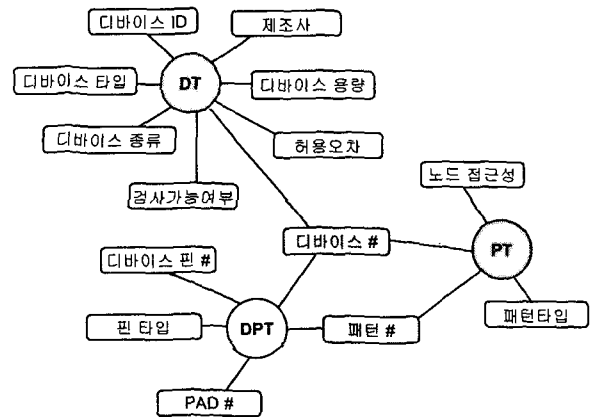 디바이스 ID
제조사
디바이스 타입
DT
디바이스 용량
디바이스 종류
허용오차
검사가능여부
노드 접근성
디바이스 #
PT
디바이스 핀 #
핀 타입
DPT
패턴 #
패턴타입
PAD #